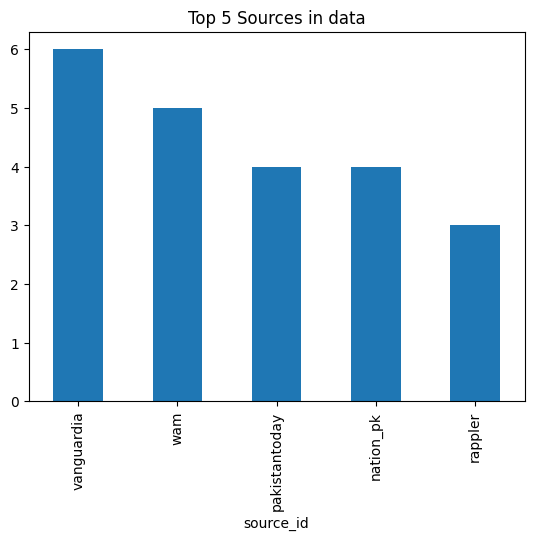 Top 5 Sources in data
6
5
4
3
2
1
0
vanguardia
wam
pakistantoday
nation_pk
rappler
source_id